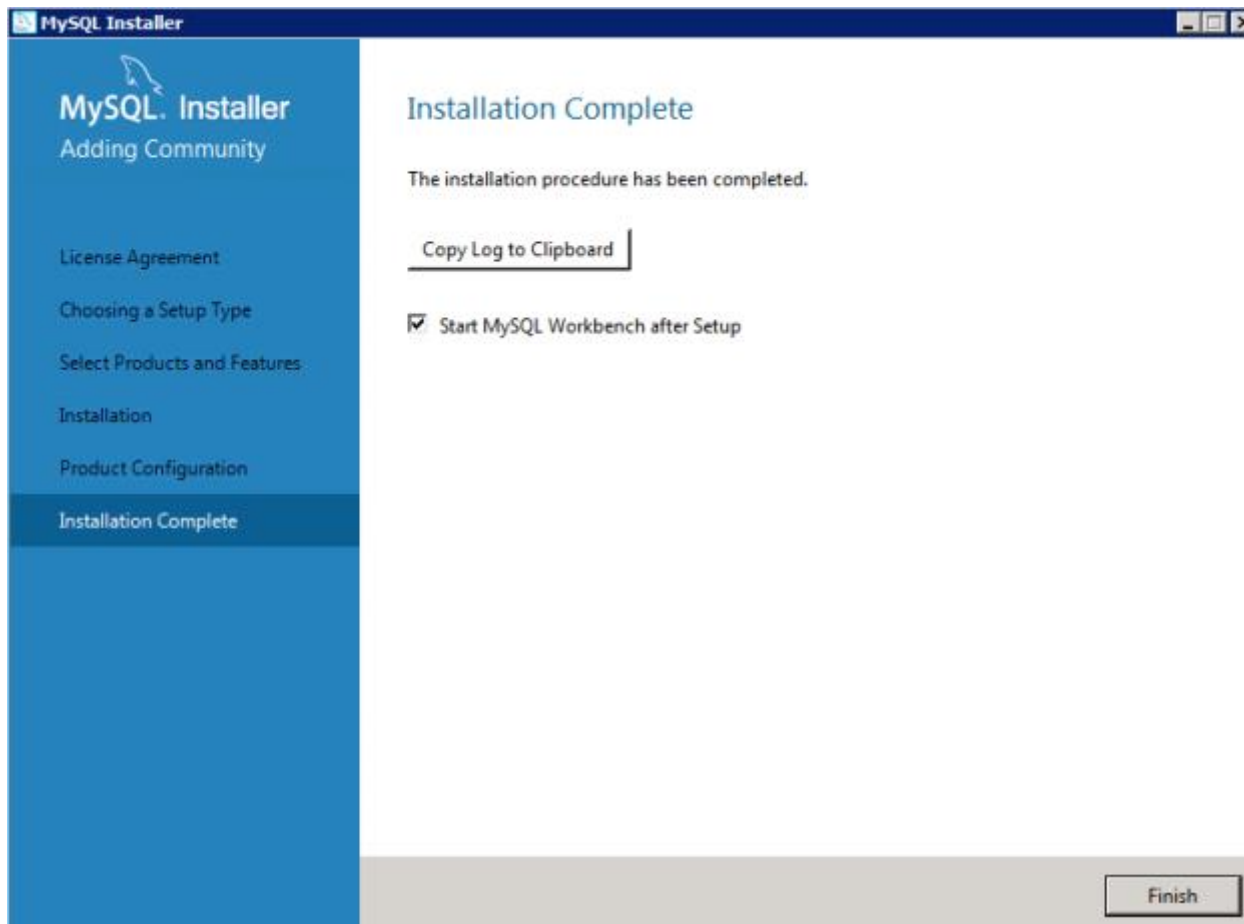 MySQL Installer
MySQL. Installer
Adding Community
License Agreement
Choosing a Setup Type
Select Products and Features
Installation
Product Configuration
Installation Complete
Installation Complete
The installation procedure has been completed.
Copy Log to Clipboard
Start MySQL Workbench after Setup
Finish